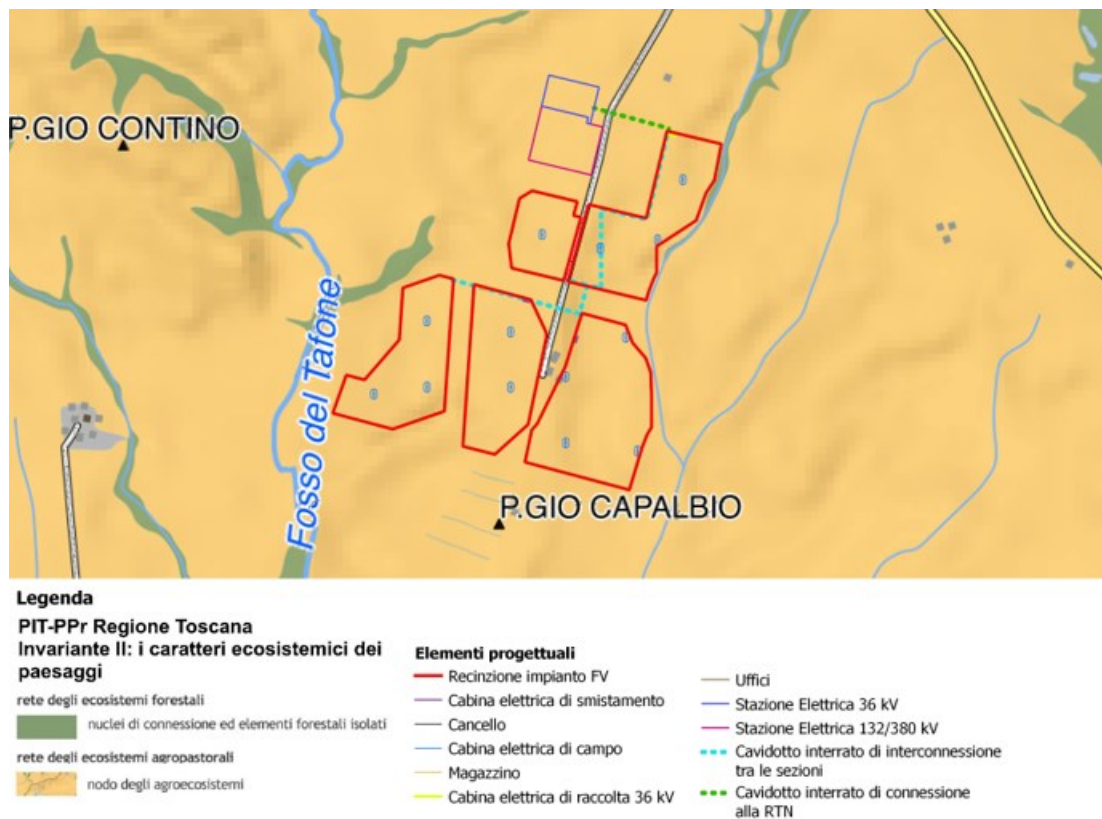 P.GIO CONTINO
Fosso del Tafone
P.GIO CAPALBIO
Legenda
PIT-PPr Regione Toscana
Invariante II: i caratteri ecosistemici dei
paesaggi
rete degli ecosistemi forestali
nuclei di connessione ed elementi forestali isolati
rete degli ecosistemi agropastorali
nodo degli agroecosistemi
Elementi progettuali
Recinzione impianto FV
Cabina elettrica di smistamento
Cancello
Cabina elettrica di campo
Magazzino
Cabina elettrica di raccolta 36 kV
Uffici
Stazione Elettrica 36 kV
Stazione Elettrica 132/380 kV
Cavidotto interrato di interconnessione
tra le sezioni
Cavidotto interrato di connessione
alla RTN